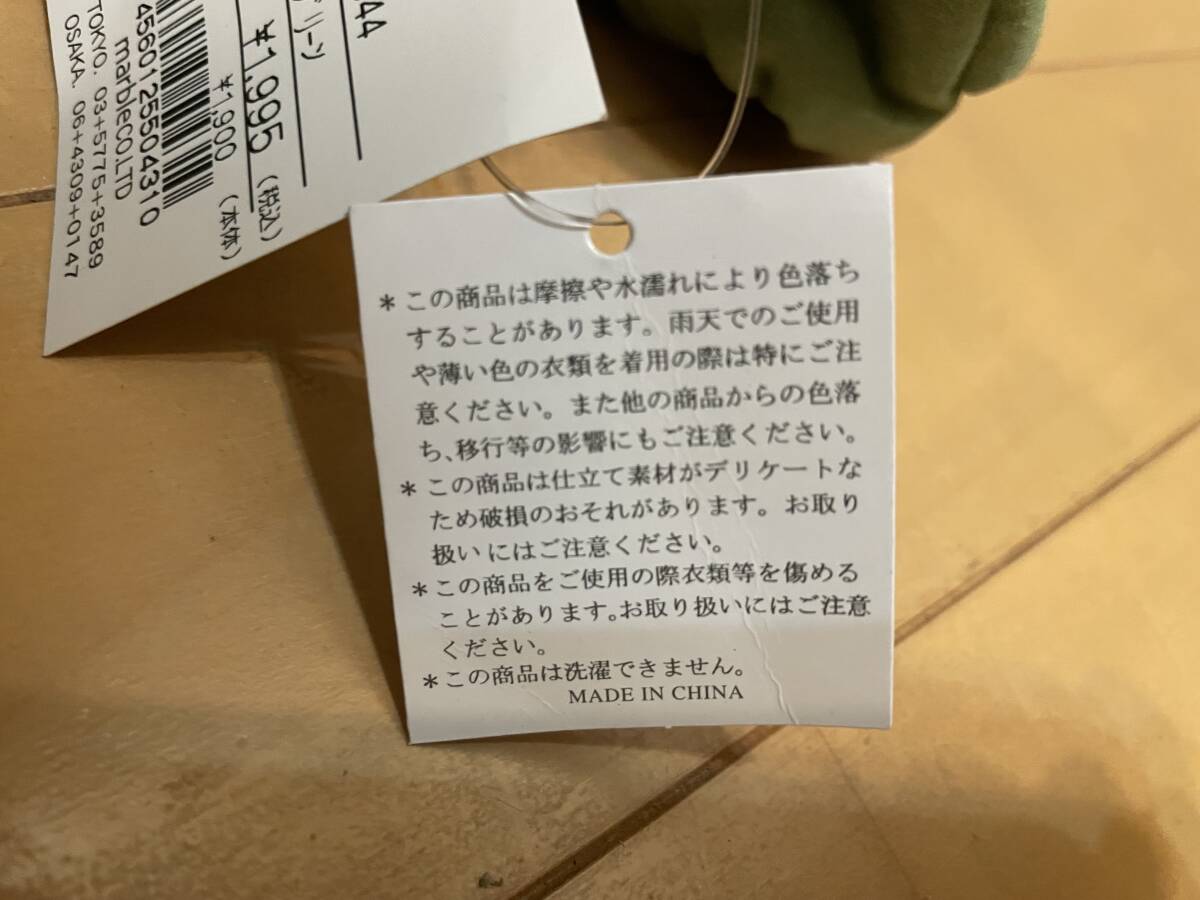 44
グリーン
¥1,995 (税込)
¥1,900 (本体)
4560125504310
marbleco.LTD
TOKYO. 03+5775+3589
OSAKA. 06+4309+0147
＊この商品は摩擦や水濡れにより色落ち
することがあります。雨天でのご使用
や薄い色の衣類を着用の際は特にご注
意ください。また他の商品からの色落
ち、移行等の影響にもご注意ください。
＊この商品は仕立て素材がデリケートな
ため破損のおそれがあります。お取り
扱いにはご注意ください。
＊この商品をご使用の際衣類等を傷める
ことがあります。お取り扱いにはご注意
ください。
＊この商品は洗濯できません。
MADE IN CHINA